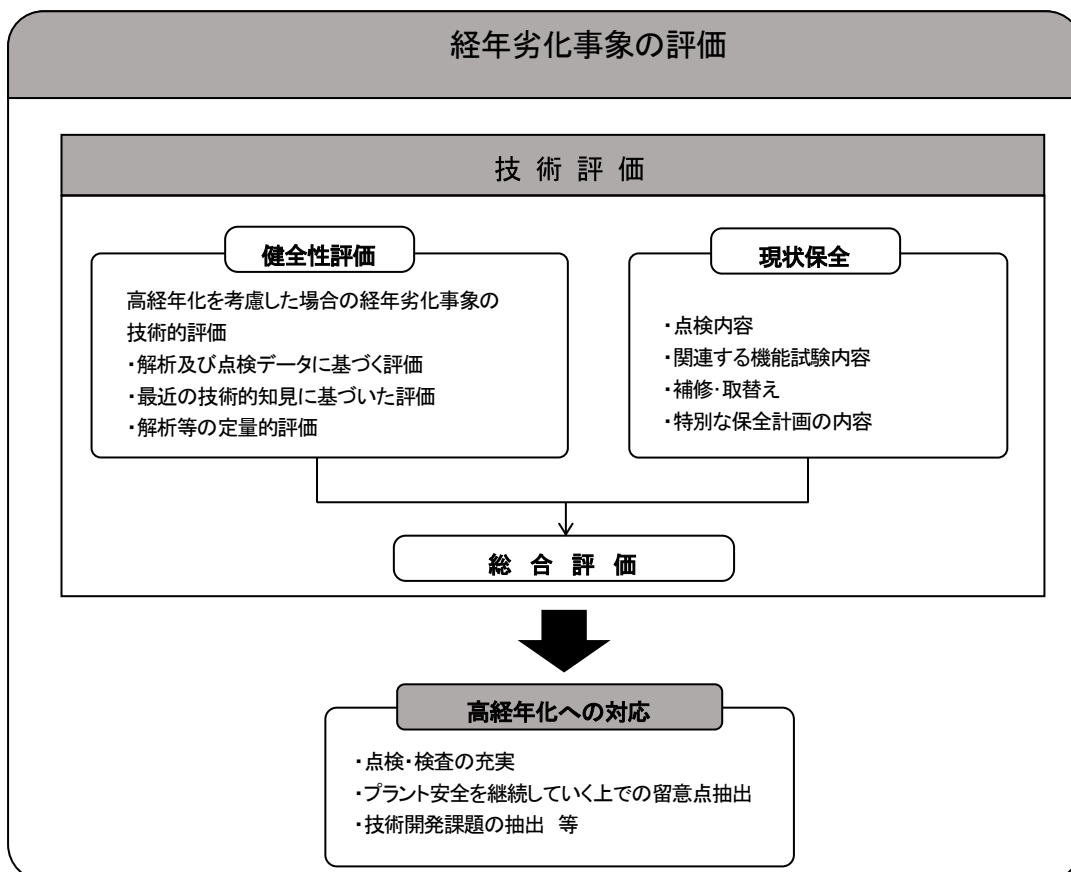 経年劣化事象の評価
技 術 評 価
健全性評価
高経年化を考慮した場合の経年劣化事象の
技術的評価
・解析及び点検データに基づく評価
・最近の技術的知見に基づいた評価
・解析等の定量的評価
現状保全
・点検内容
・関連する機能試験内容
・補修・取替え
・特別な保全計画の内容
総 合 評 価
高経年化への対応
・点検・検査の充実
・プラント安全を継続していく上での留意点抽出
・技術開発課題の抽出 等